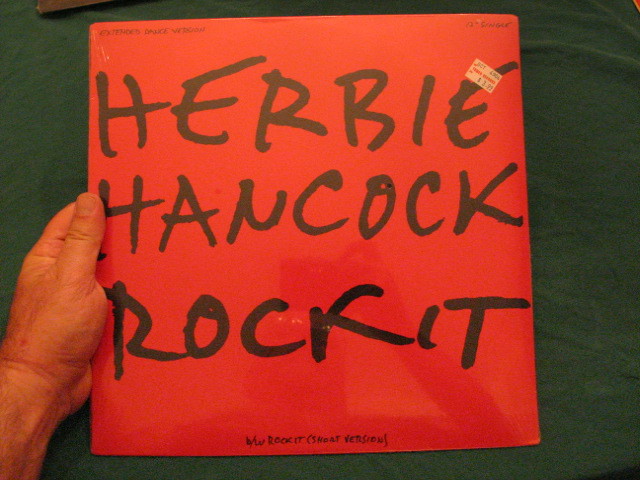 EXTENDED DANCE VERSION
12" SINGLE
HERBIE
HANCOCK
ROCKIT
b/w ROCKIT (SHORT VERSION)